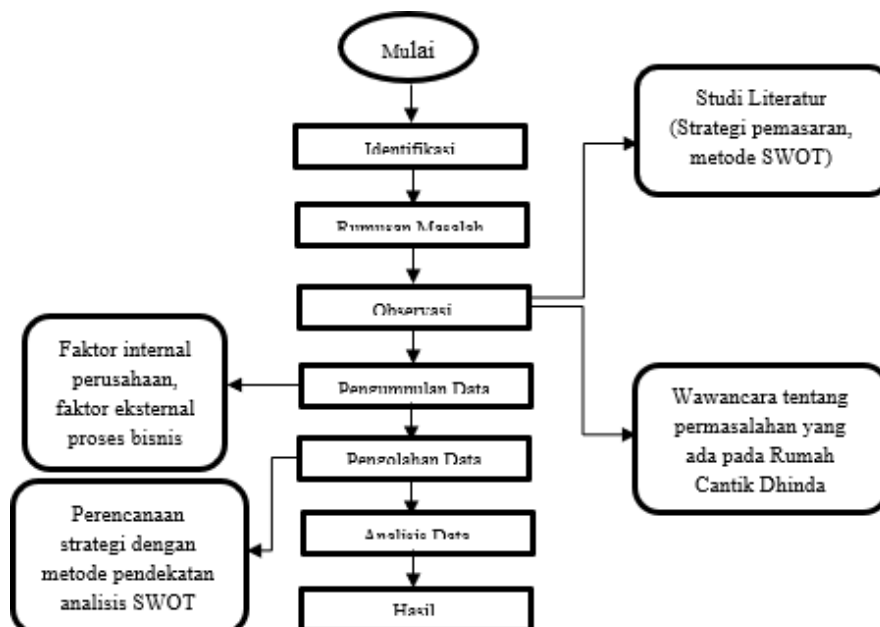 Mulai
Identifikasi
Rumusan Masalah
Observasi
Pengumpulan Data
Pengolahan Data
Analisis Data
Hasil
Studi Literatur
(Strategi pemasaran,
metode SWOT)
Wawancara tentang
permasalahan yang
ada pada Rumah
Cantik Dhinda
Faktor internal
perusahaan,
faktor eksternal
proses bisnis
Perencanaan
strategi dengan
metode pendekatan
analisis SWOT